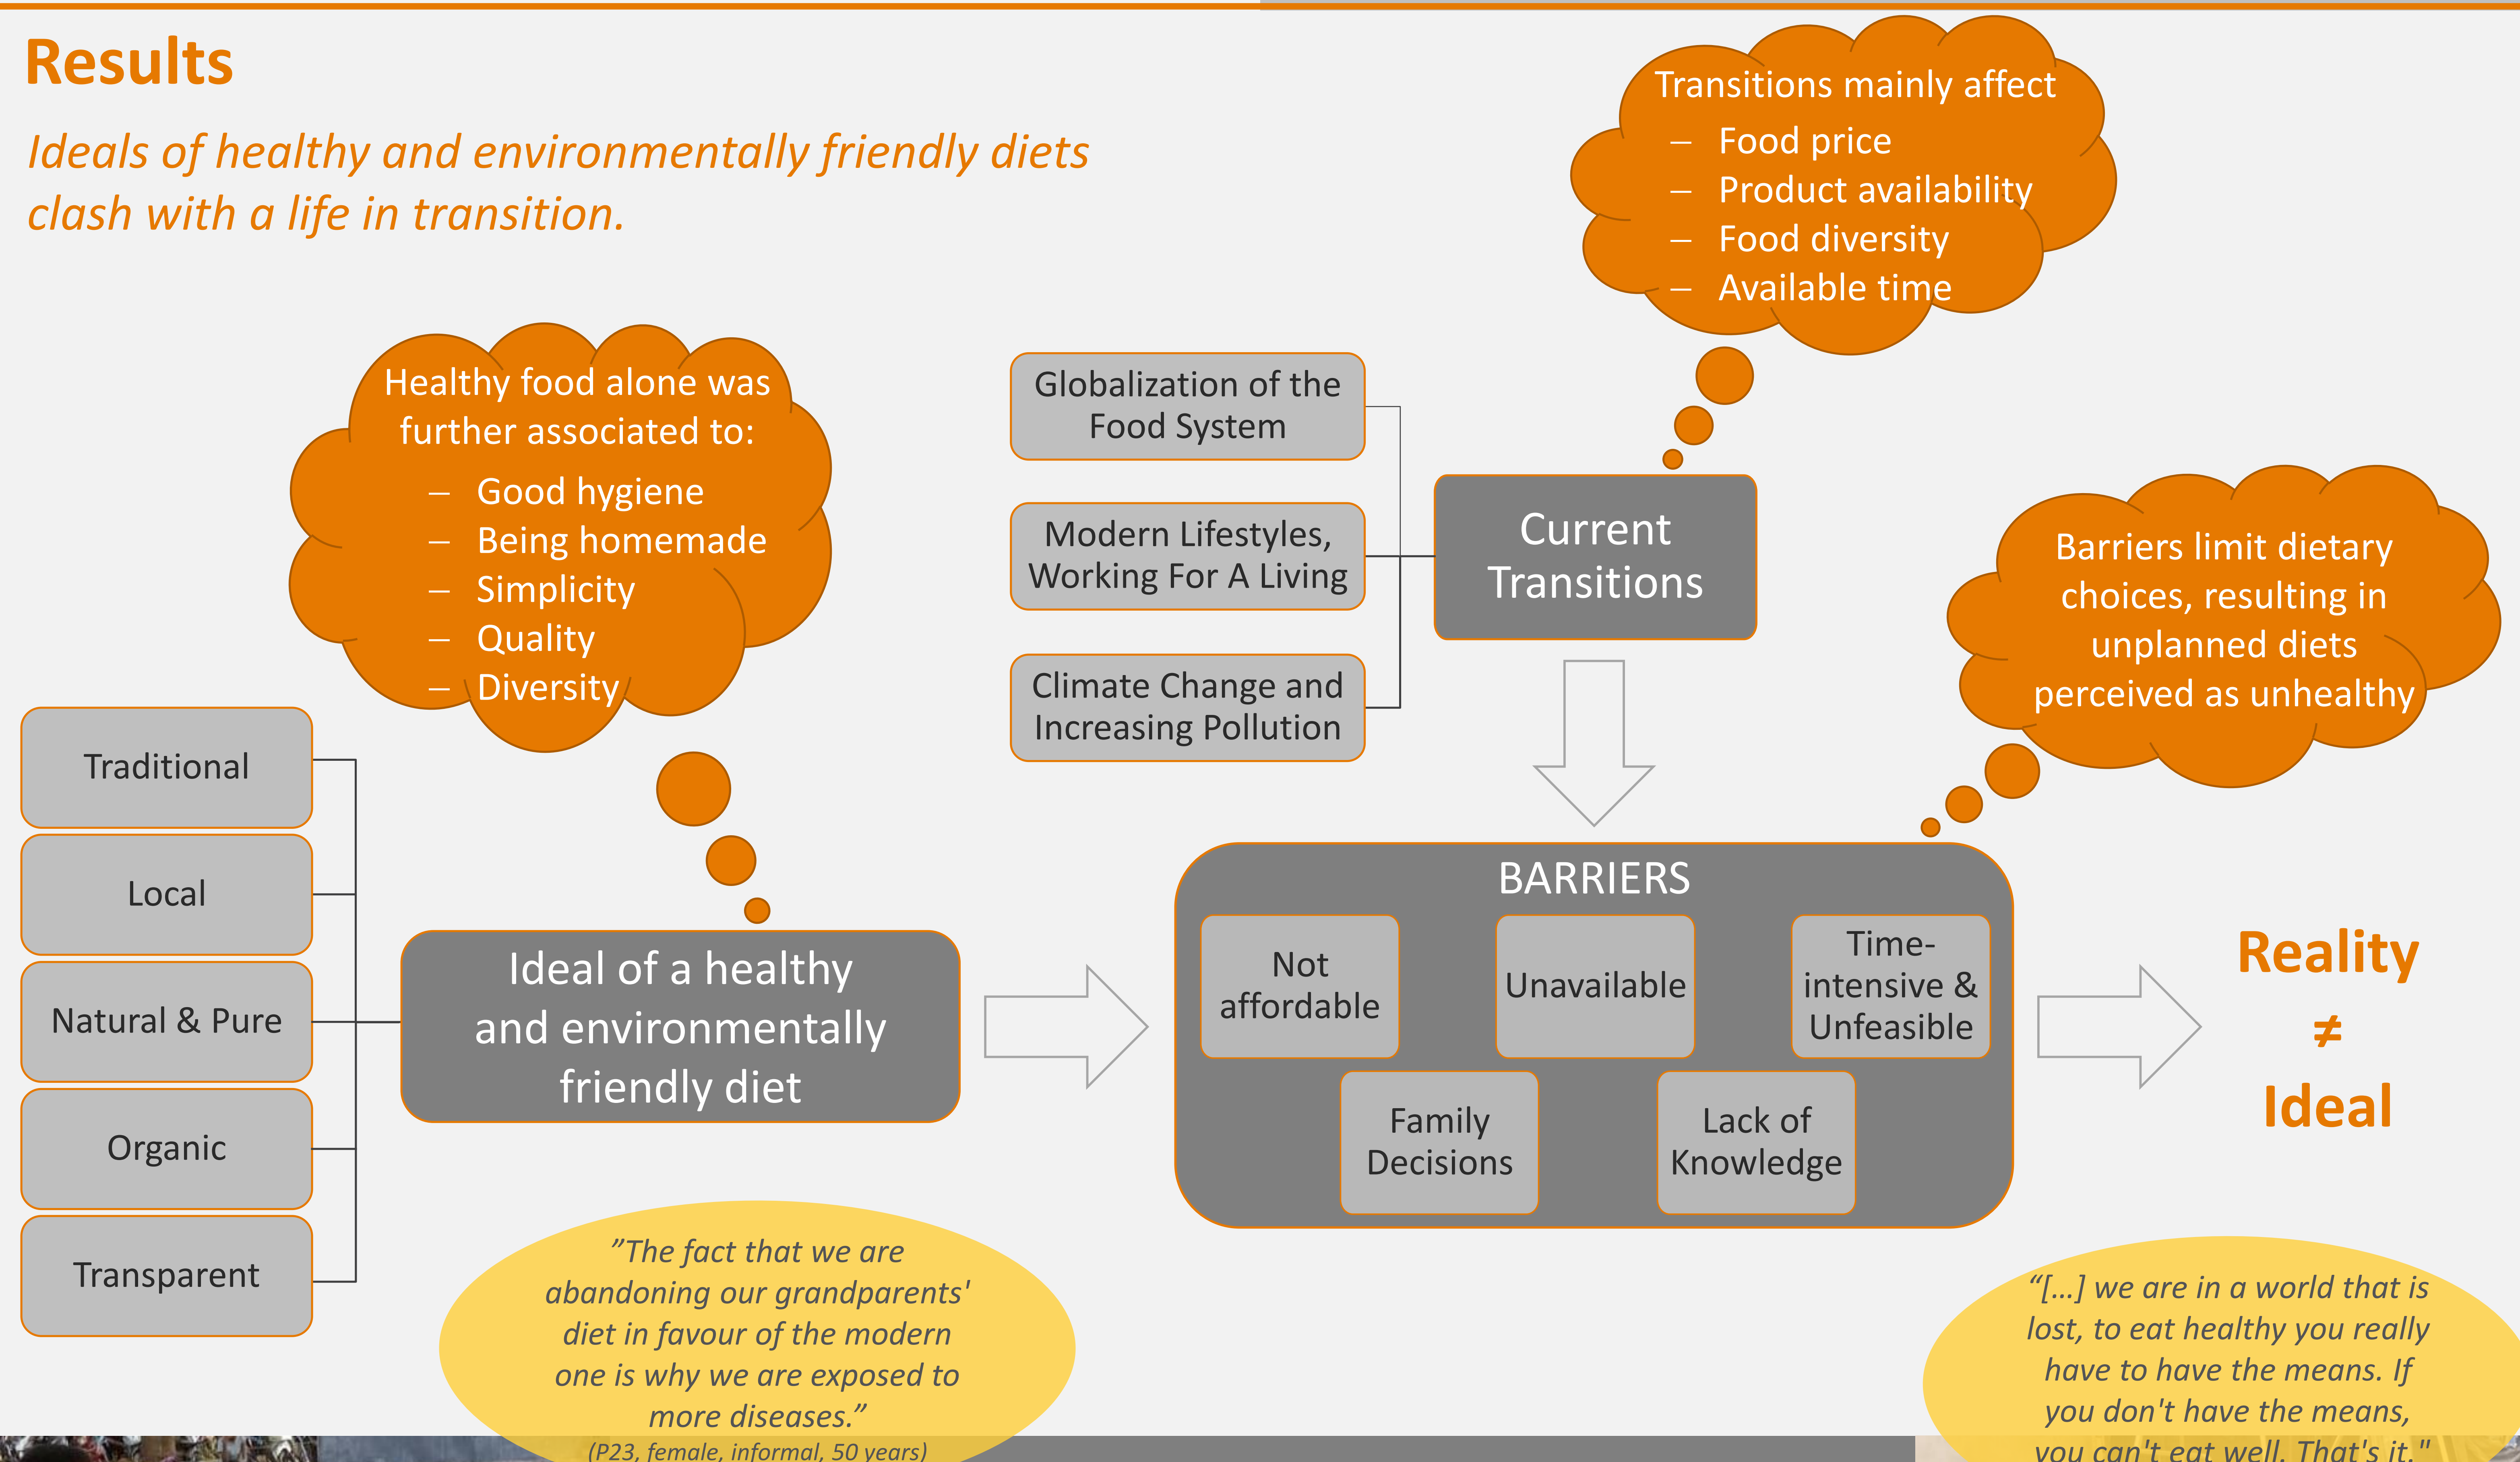 Results
Ideals of healthy and environmentally friendly diets
clash with a life in transition.
Transitions mainly affect
– Food price
– Product availability
– Food diversity
– Available time
Healthy food alone was
further associated to:
– Good hygiene
– Being homemade
– Simplicity
– Quality
– Diversity
Globalization of the
Food System
Modern Lifestyles,
Working For A Living
Climate Change and
Increasing Pollution
Current
Transitions
Barriers limit dietary
choices, resulting in
unplanned diets
perceived as unhealthy
Traditional
Local
Natural & Pure
Organic
Transparent
Ideal of a healthy
and environmentally
friendly diet
BARRIERS
Not
affordable
Unavailable
Time-
intensive &
Unfeasible
Family
Decisions
Lack of
Knowledge
Reality
≠
Ideal
”The fact that we are
abandoning our grandparents'
diet in favour of the modern
one is why we are exposed to
more diseases.”
(P23, female, informal, 50 years)
“[…] we are in a world that is
lost, to eat healthy you really
have to have the means. If
you don't have the means,
you can't eat well. That's it."